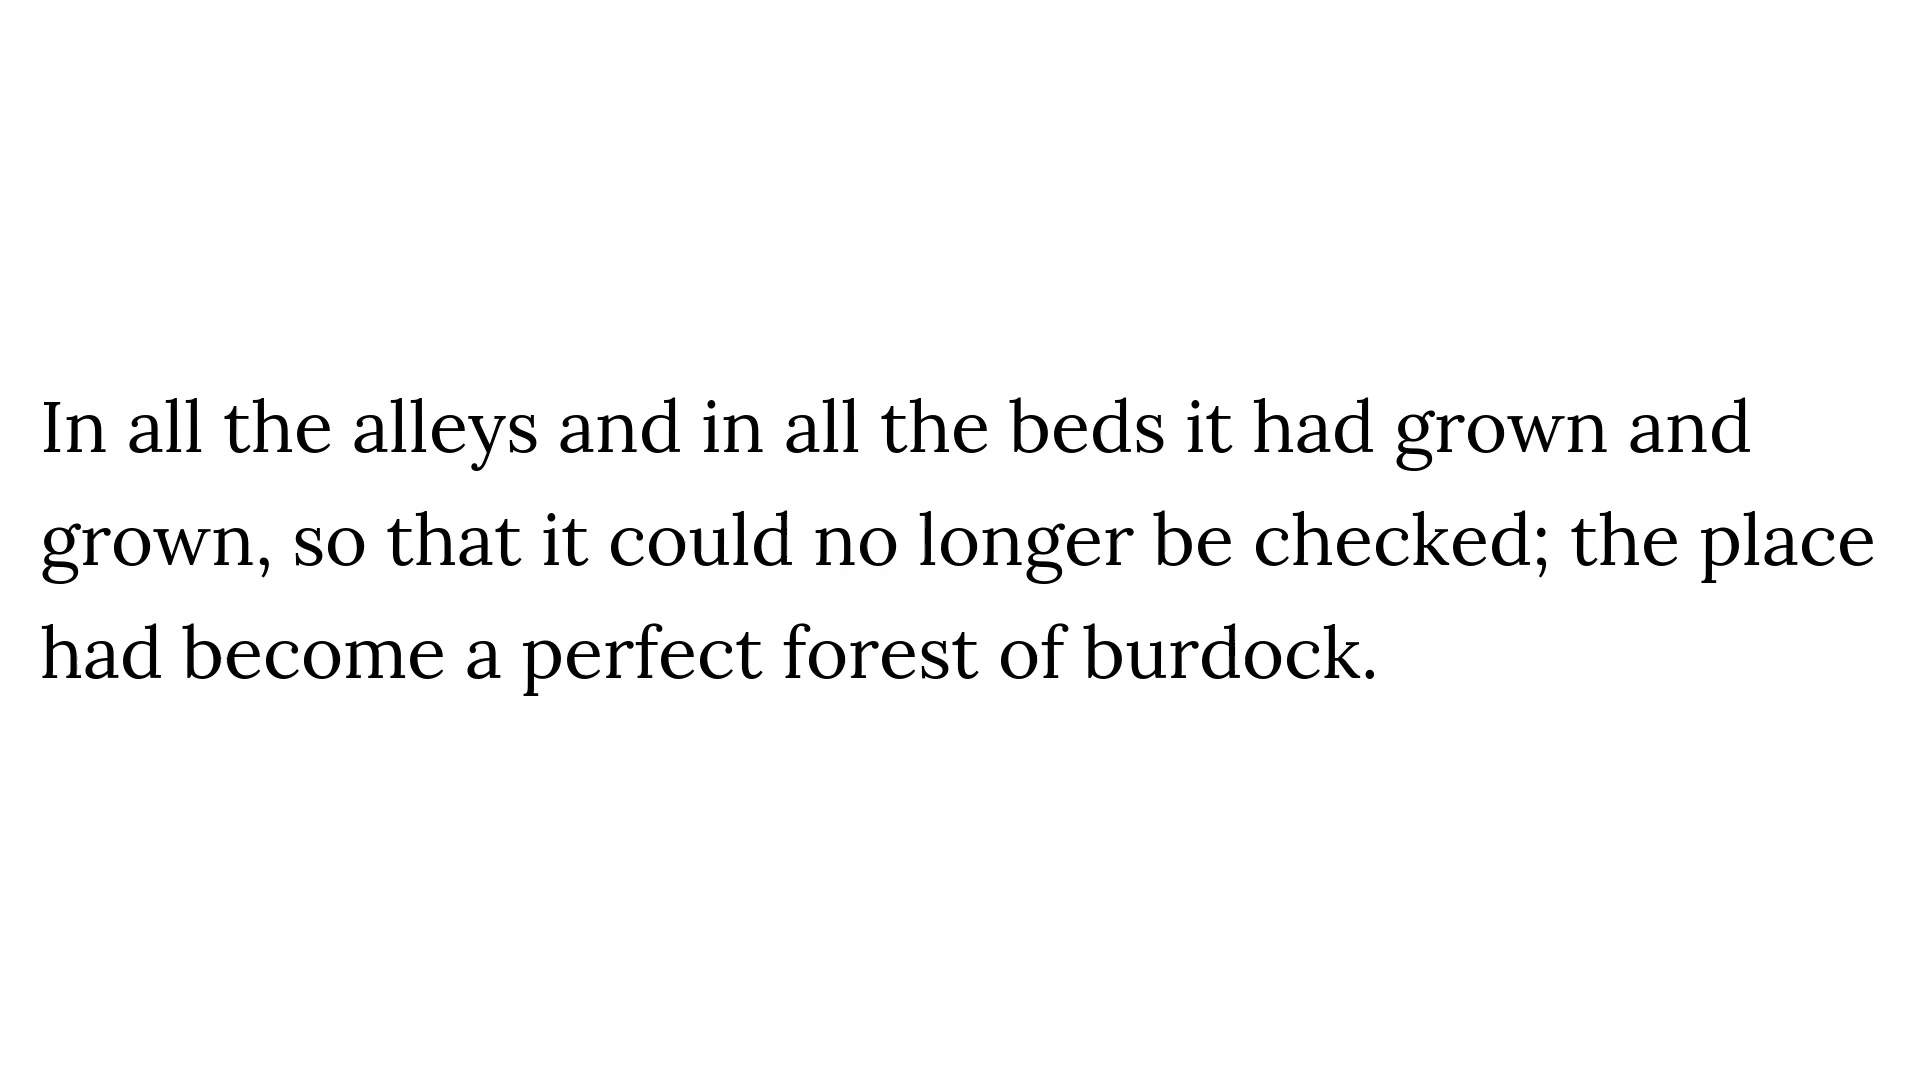 In all the alleys and in all the beds it had grown and
grown, so that it could no longer be checked; the place
had become a perfect forest of burdock.